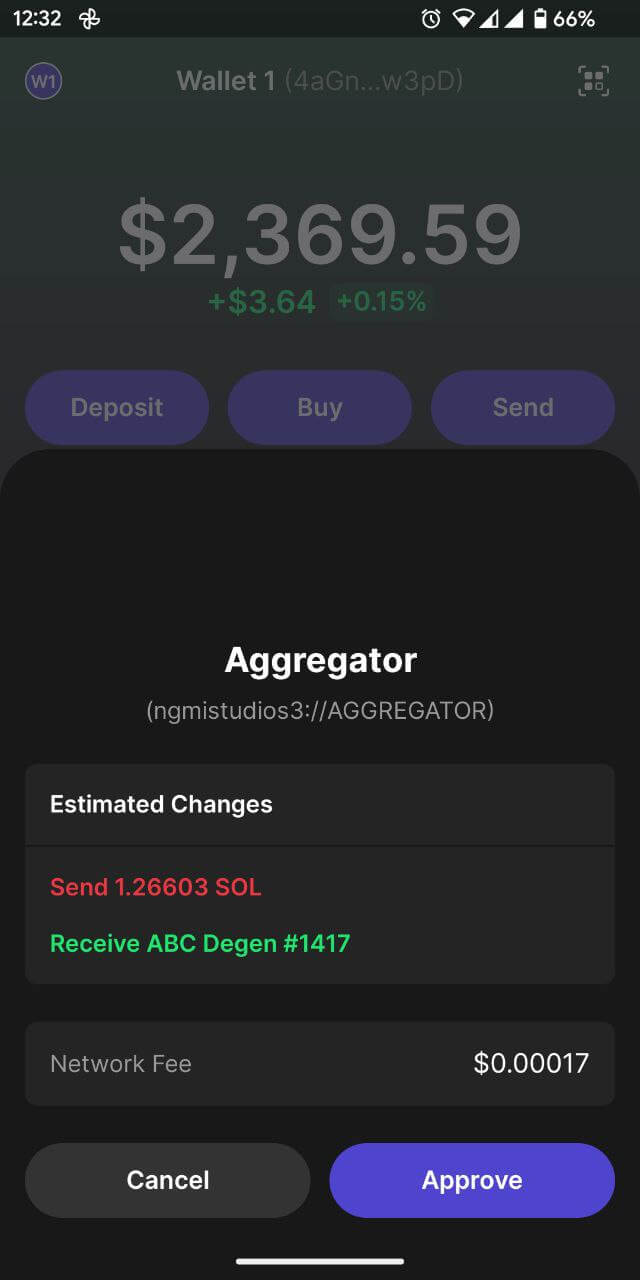 12:32 66%
W1 Wallet 1 (4aGn...w3pD)
$2,369.59
+$3.64 +0.15%
Deposit Buy Send
Aggregator
(ngmistudios3://AGGREGATOR)
Estimated Changes
Send 1.26603 SOL
Receive ABC Degen #1417
Network Fee $0.00017
Cancel Approve